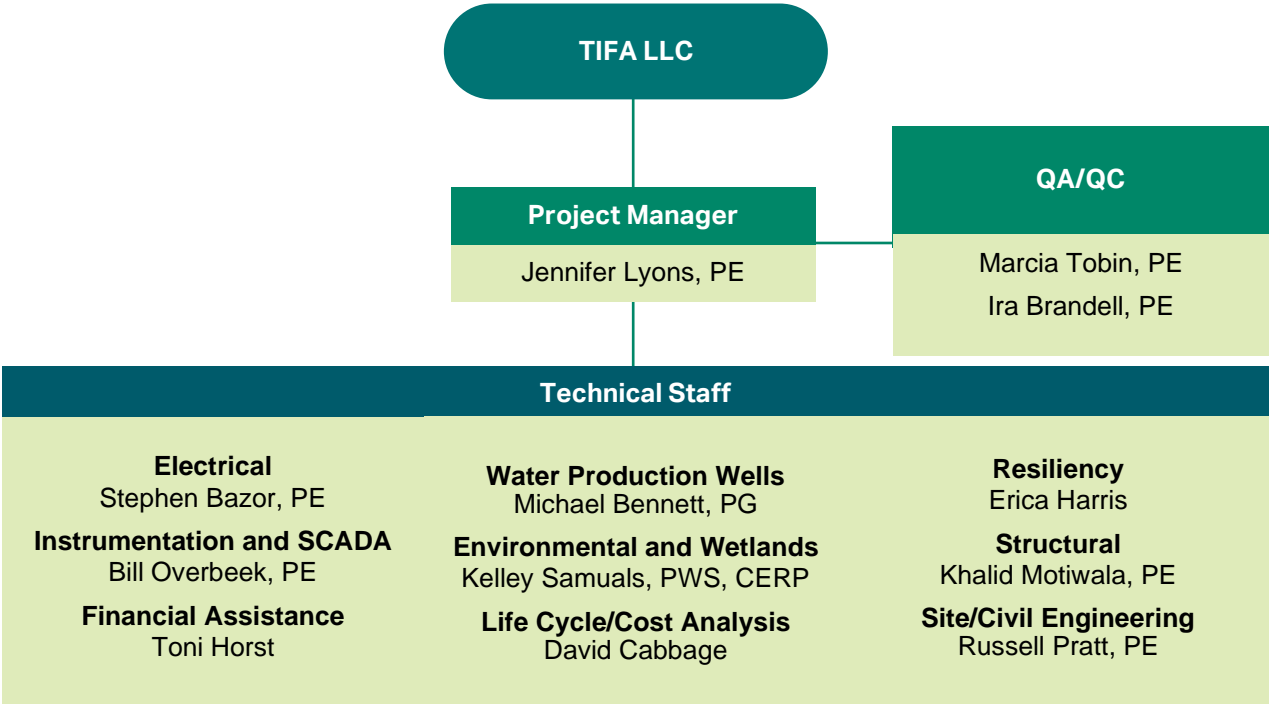 TIFA LLC
Project Manager
Jennifer Lyons, PE
QA/QC
Marcia Tobin, PE
Ira Brandell, PE
Technical Staff
Electrical
Stephen Bazor, PE
Instrumentation and SCADA
Bill Overbeek, PE
Financial Assistance
Toni Horst
Water Production Wells
Michael Bennett, PG
Environmental and Wetlands
Kelley Samuals, PWS, CERP
Life Cycle/Cost Analysis
David Cabbage
Resiliency
Erica Harris
Structural
Khalid Motiwala, PE
Site/Civil Engineering
Russell Pratt, PE